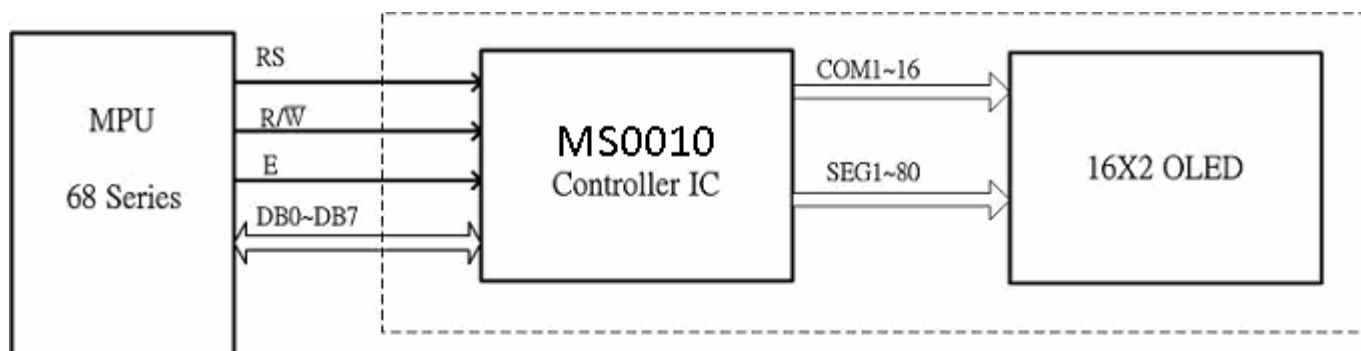 MPU
68 Series
RS
R/W̅
E
DB0~DB7
MS0010
Controller IC
COM1~16
SEG1~80
16X2 OLED